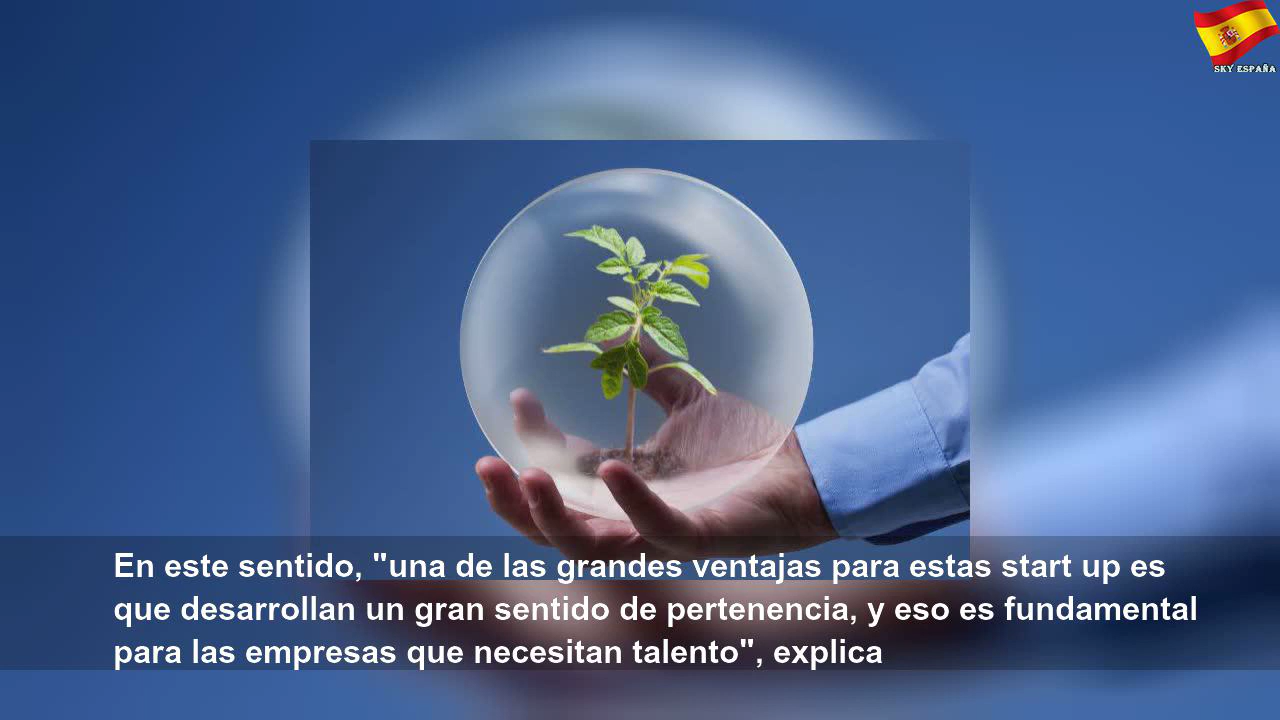 SKY ESPAÑA
En este sentido, "una de las grandes ventajas para estas start up es
que desarrollan un gran sentido de pertenencia, y eso es fundamental
para las empresas que necesitan talento", explica